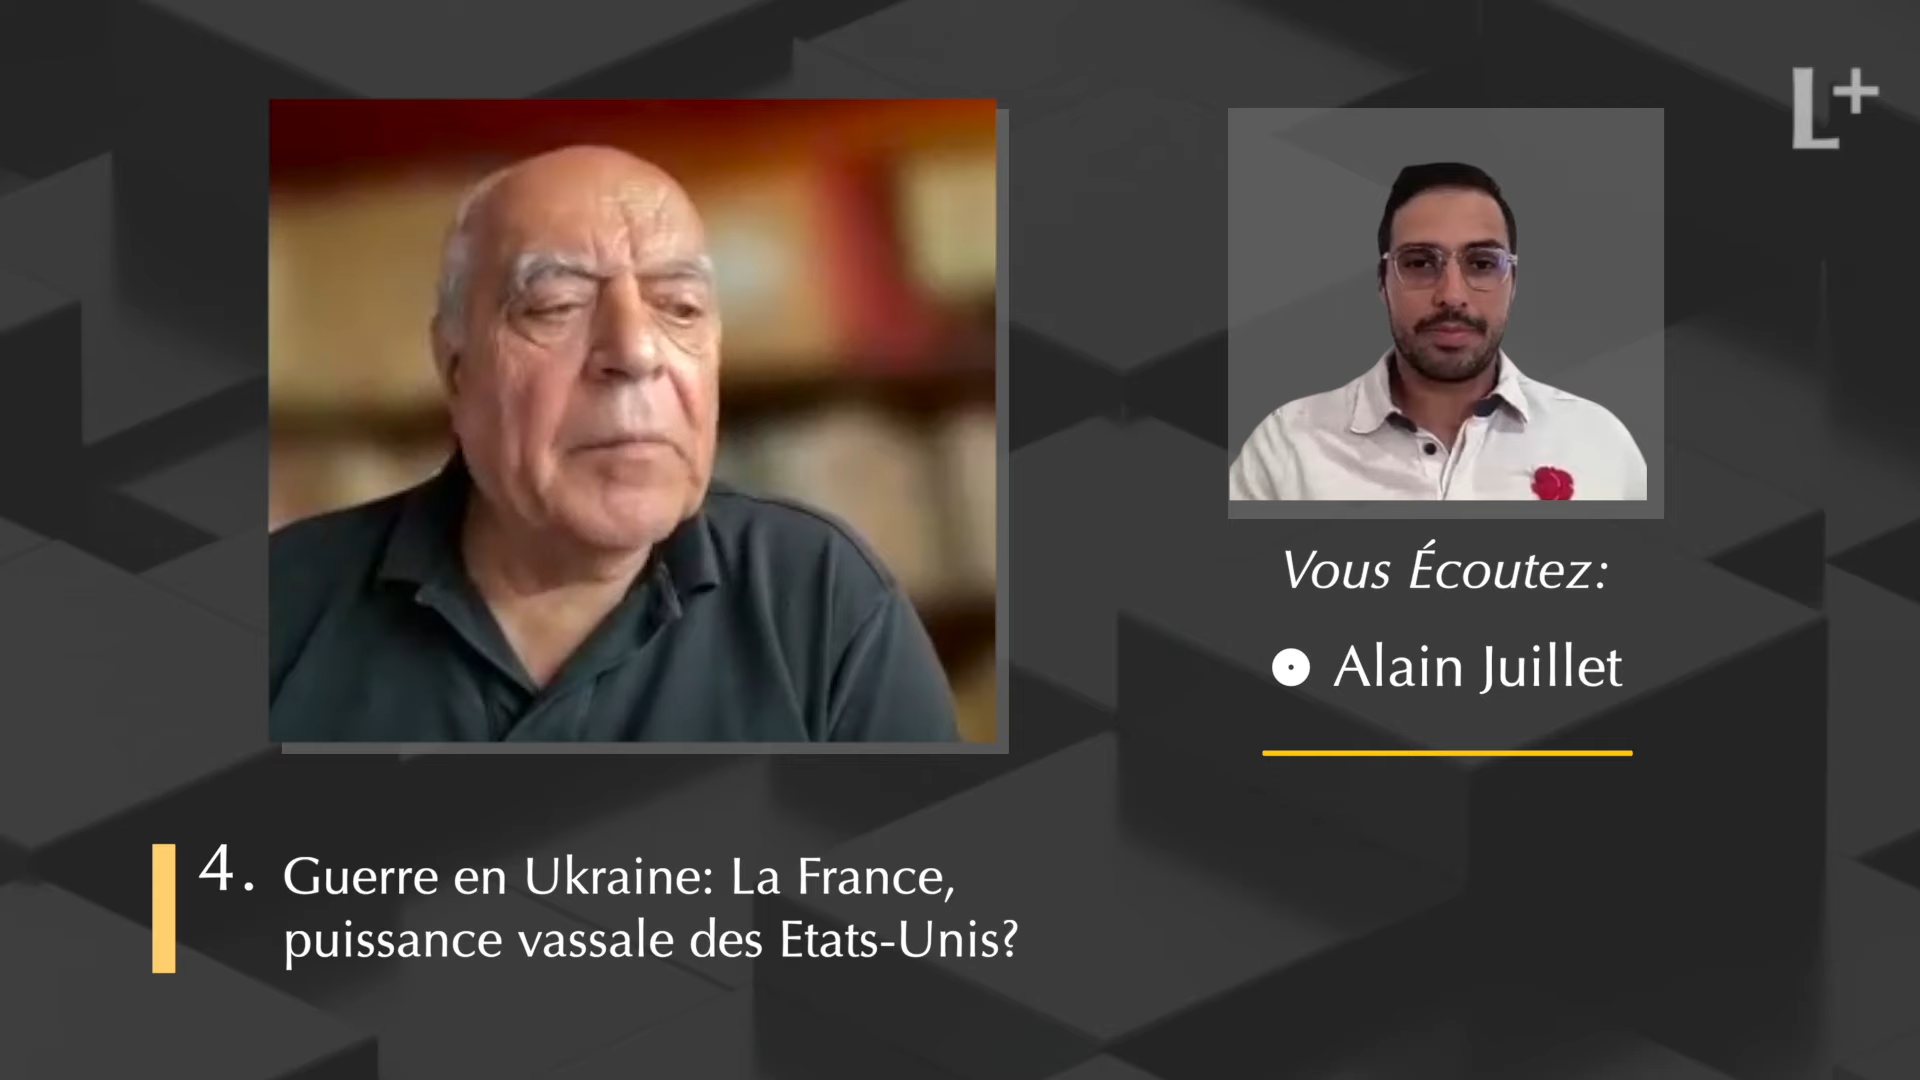 L+
Vous Écoutez:
Alain Juillet
4. Guerre en Ukraine: La France,
puissance vassale des Etats-Unis?